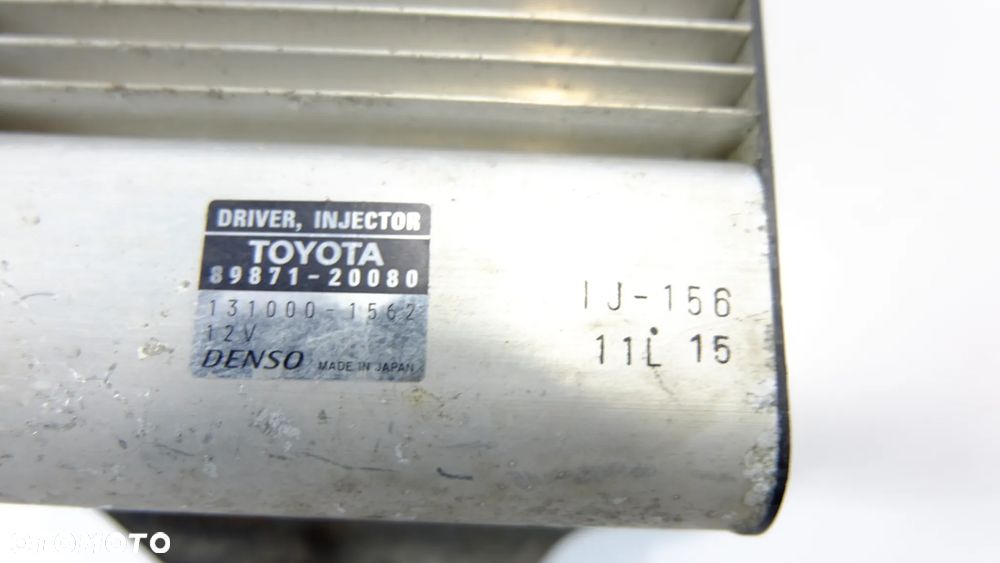 DRIVER, INJECTOR
TOYOTA
89871-20080
131000-1562
12V
DENSO MADE IN JAPAN
IJ-156
11L 15
OTOMOTO